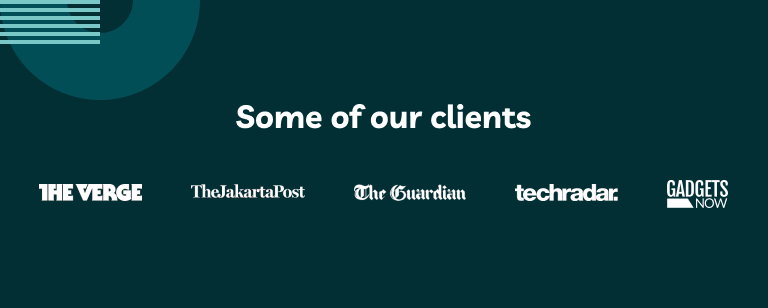 Some of our clients
THE VERGE
TheJakartaPost
The Guardian
techradar.
GADGETS
NOW